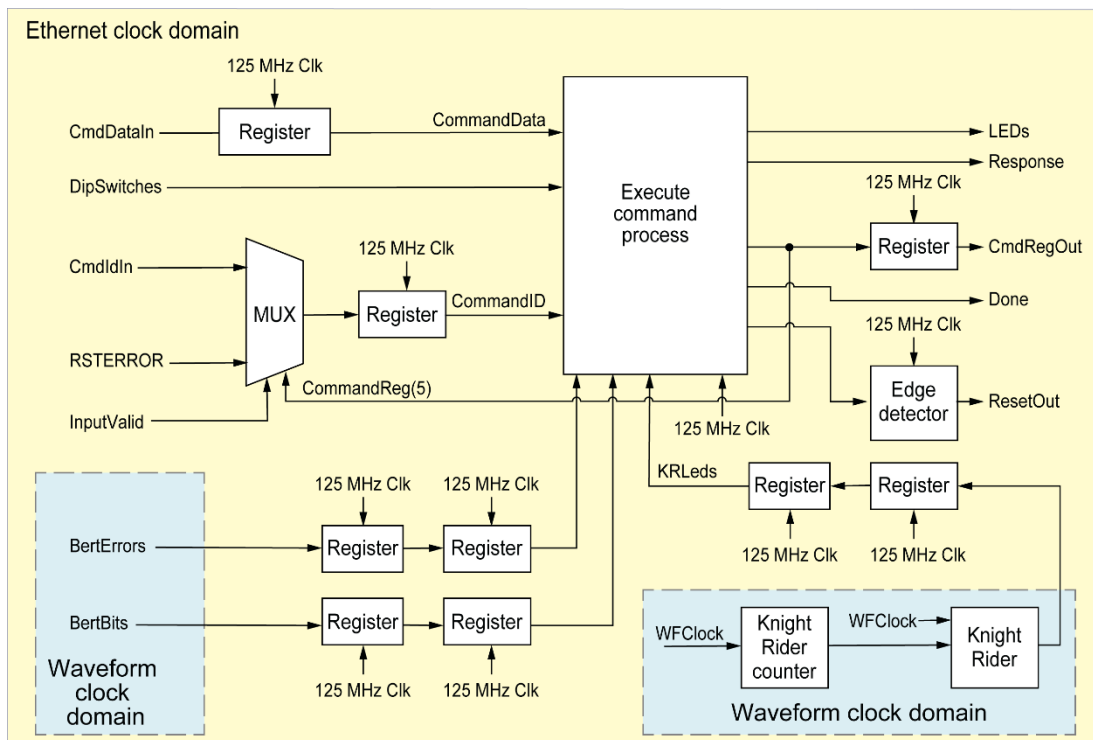 Ethernet clock domain
125 MHz Clk
CmdDataIn
Register
CommandData
LEDs
Response
DipSwitches
Execute
command
process
125 MHz Clk
Register
CmdRegOut
CmdIdIn
MUX
125 MHz Clk
Register
CommandID
Done
RSTERROR
125 MHz Clk
Edge
detector
ResetOut
CommandReg(5)
InputValid
125 MHz Clk
KRLeds
Register
Register
125 MHz Clk
125 MHz Clk
125 MHz Clk
125 MHz Clk
BertErrors
Register
Register
BertBits
Register
Register
125 MHz Clk
125 MHz Clk
Waveform
clock
domain
WFClock
Knight
Rider
counter
WFClock
Knight
Rider
Waveform clock domain